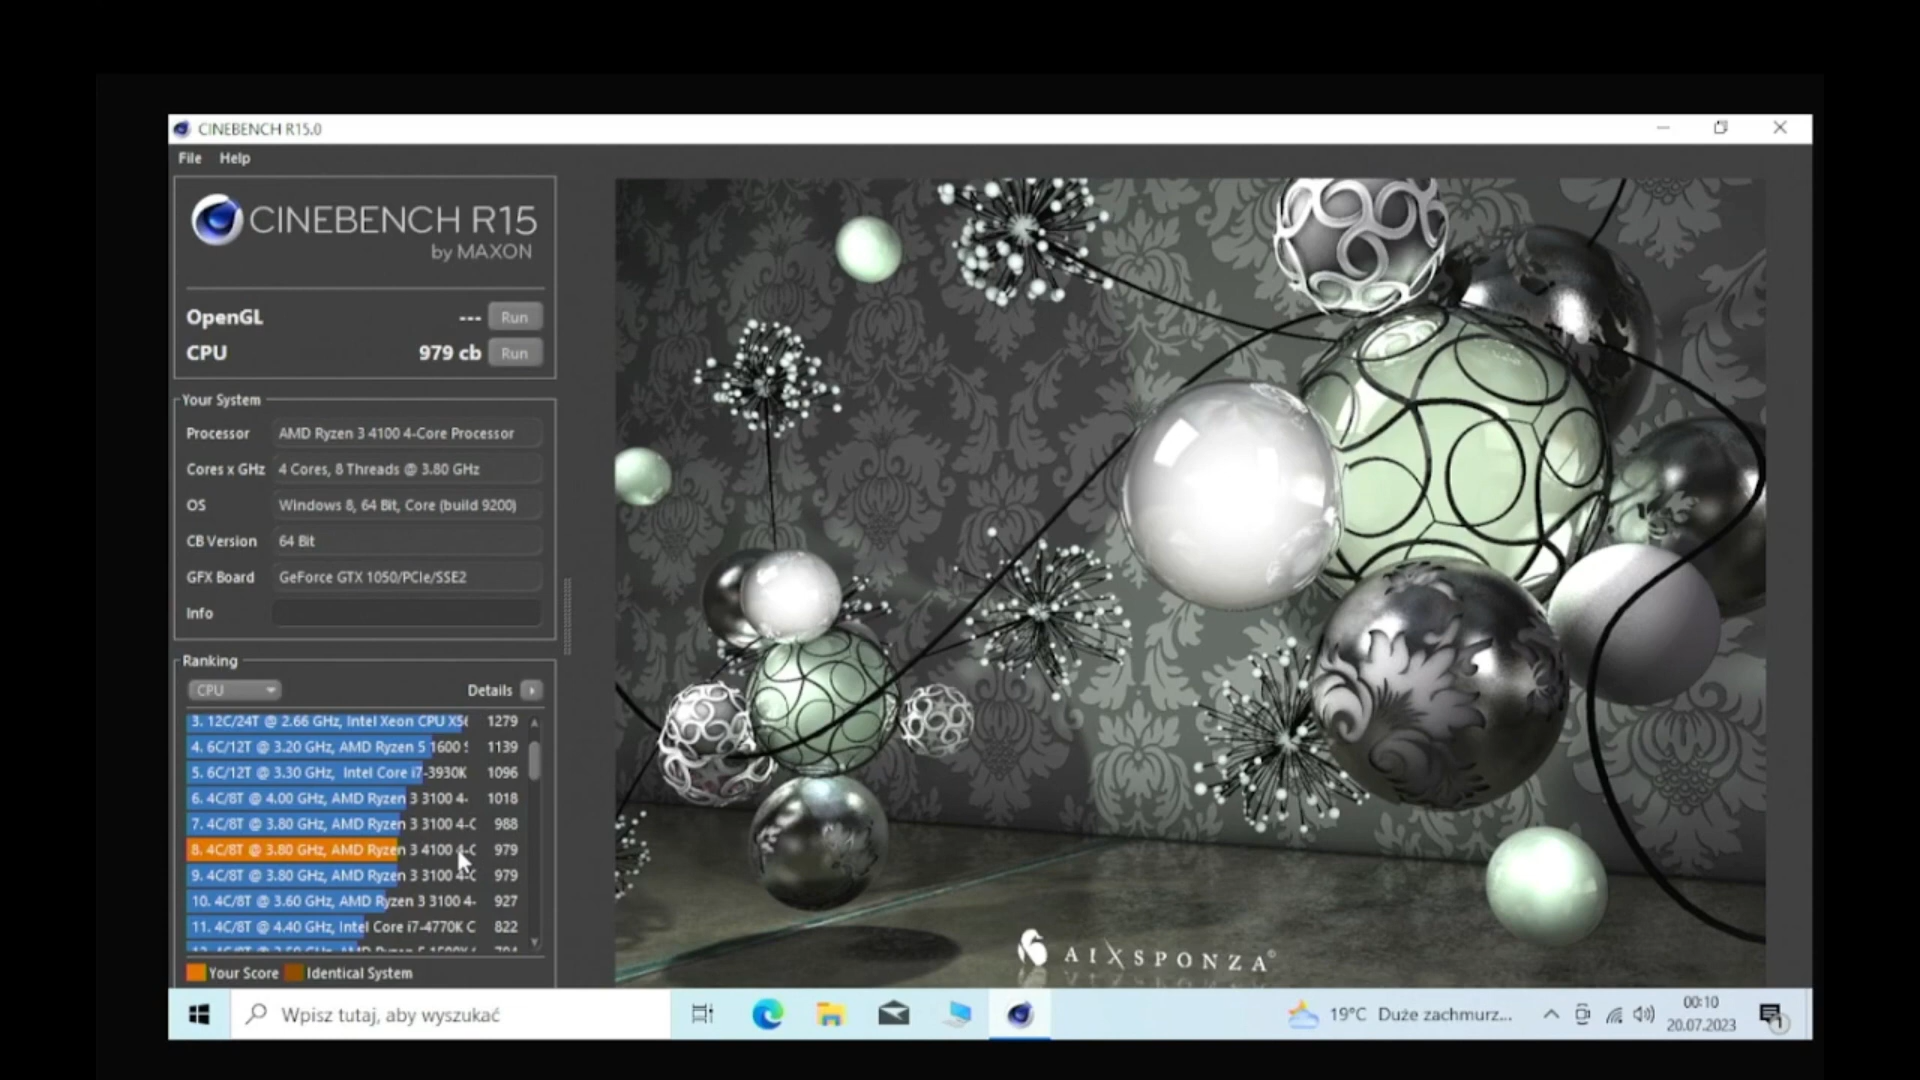 CINEBENCH R15.0
File Help
CINEBENCH R15
by MAXON
OpenGL --- Run
CPU 979 cb Run
Your System
Processor AMD Ryzen 3 4100 4-Core Processor
Cores x GHz 4 Cores, 8 Threads @ 3.80 GHz
OS Windows 8, 64 Bit, Core (build 9200)
CB Version 64 Bit
GFX Board GeForce GTX 1050/PCIe/SSE2
Info
Ranking
CPU Details
3. 12C/24T @ 2.66 GHz, Intel Xeon CPU X56 1279
4. 6C/12T @ 3.20 GHz, AMD Ryzen 5 1600 1139
5. 6C/12T @ 3.30 GHz, Intel Core i7-3930K 1096
6. 4C/8T @ 4.00 GHz, AMD Ryzen 3 3100 4- 1018
7. 4C/8T @ 3.80 GHz, AMD Ryzen 3 3100 4-C 988
8. 4C/8T @ 3.80 GHz, AMD Ryzen 3 4100 4-C 979
9. 4C/8T @ 3.80 GHz, AMD Ryzen 3 3100 4-C 979
10. 4C/8T @ 3.60 GHz, AMD Ryzen 3 3100 4- 927
11. 4C/8T @ 4.40 GHz, Intel Core i7-4770K C 822
Your Score Identical System
AIXSPONZA®
Wpisz tutaj, aby wyszukać
19°C Duże zachmurz...
00:10
20.07.2023
1